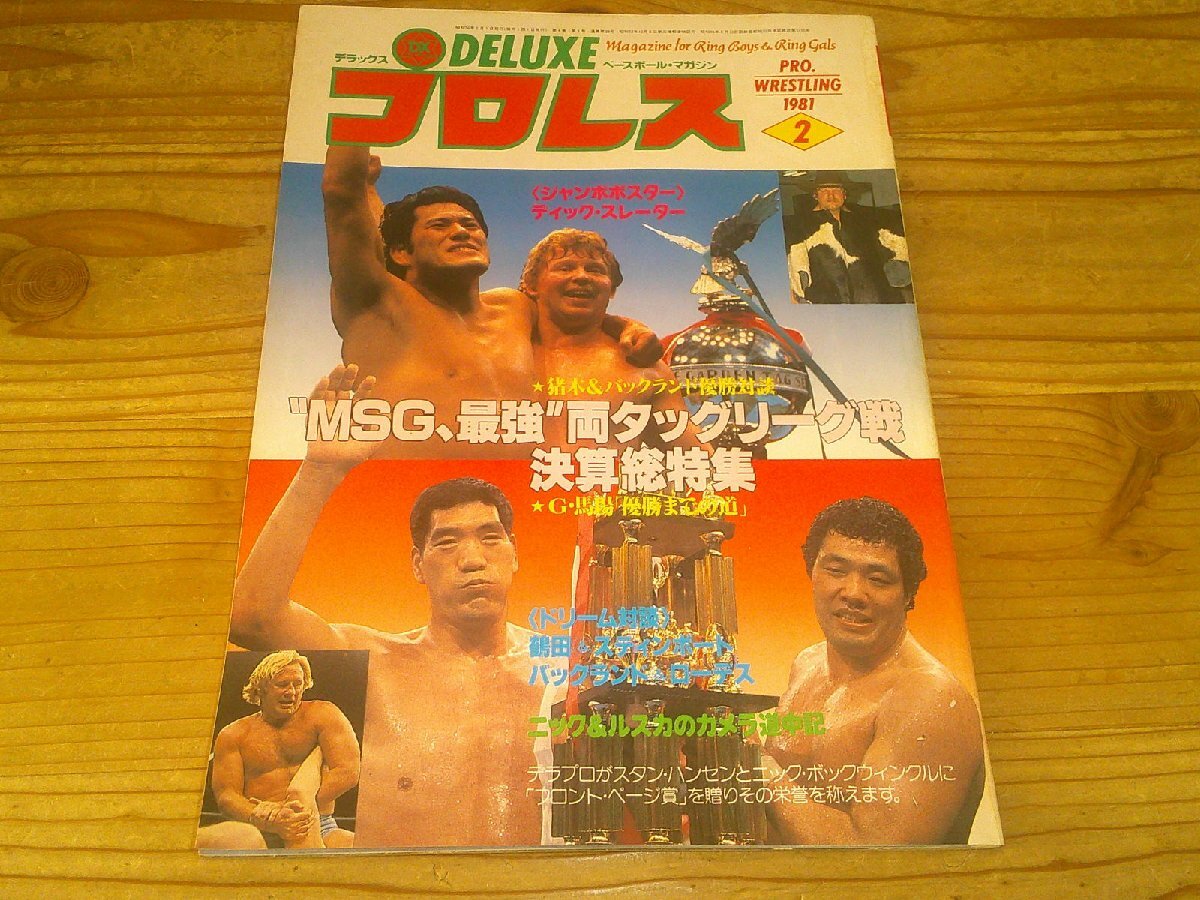 DK
DELUXE
Magazine for Ring Boys & Ring Gals
デラックス
ベースボール・マガジン
プロレス
PRO.
WRESTLING
1981
2
〈ジャンボポスター〉
ディック・スレーター
GARDEN TAG
★猪木&バックランド優勝対談
“MSG、最強”両タッグリーグ戦
決算総特集
★G・馬場「優勝までの道」
〈ドリーム対談〉
鶴田 スティンボート
バックランド ローデス
ニック&ルスカのカメラ道中記
デラプロがスタン・ハンセンとニック・ボックウィンクルに
「フロント・ページ賞」を贈りその栄誉を称えます。